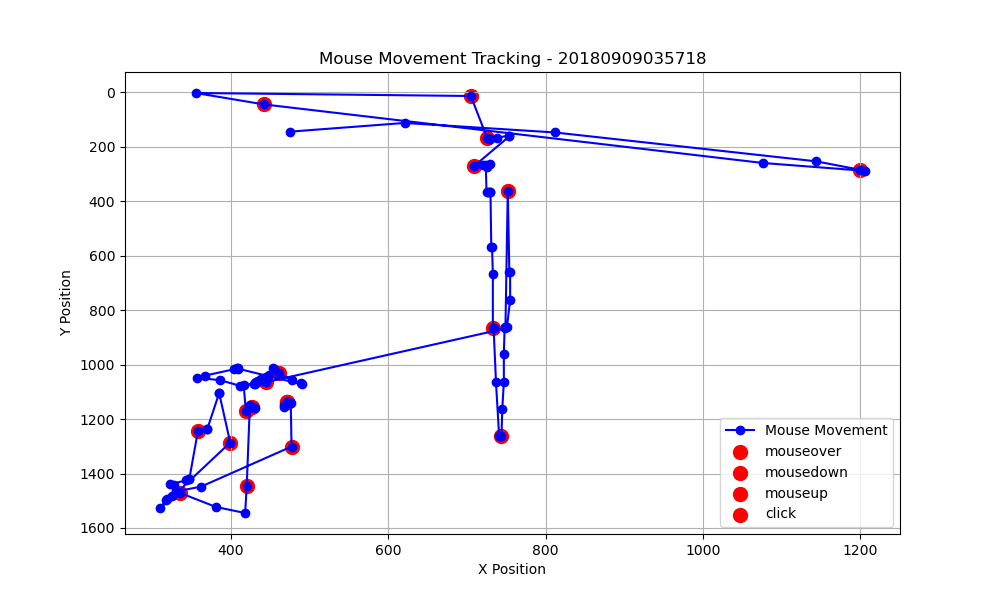 Mouse Movement Tracking - 20180909035718
Y Position
0
200
400
600
800
1000
1200
1400
1600
Mouse Movement
mouseover
mousedown
mouseup
click
400
600
800
1000
1200
X Position